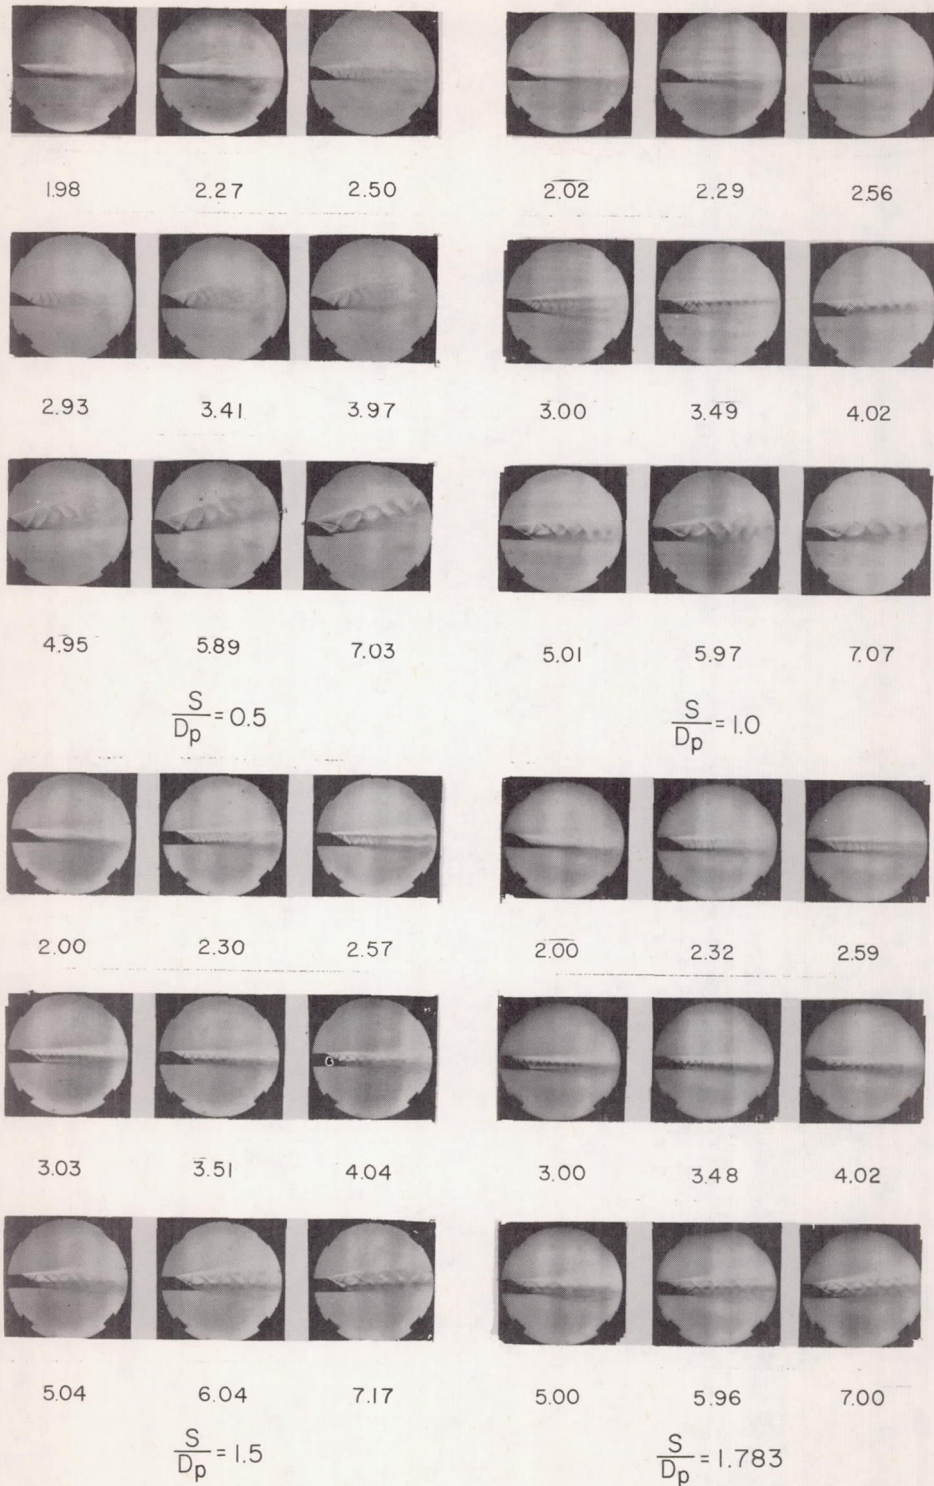 1.98 2.27 2.50
2.93 3.41 3.97
4.95 5.89 7.03
S/Dp = 0.5
2.02 2.29 2.56
3.00 3.49 4.02
5.01 5.97 7.07
S/Dp = 1.0
2.00 2.30 2.57
3.03 3.51 4.04
5.04 6.04 7.17
S/Dp = 1.5
2.00 2.32 2.59
3.00 3.48 4.02
5.00 5.96 7.00
S/Dp = 1.783